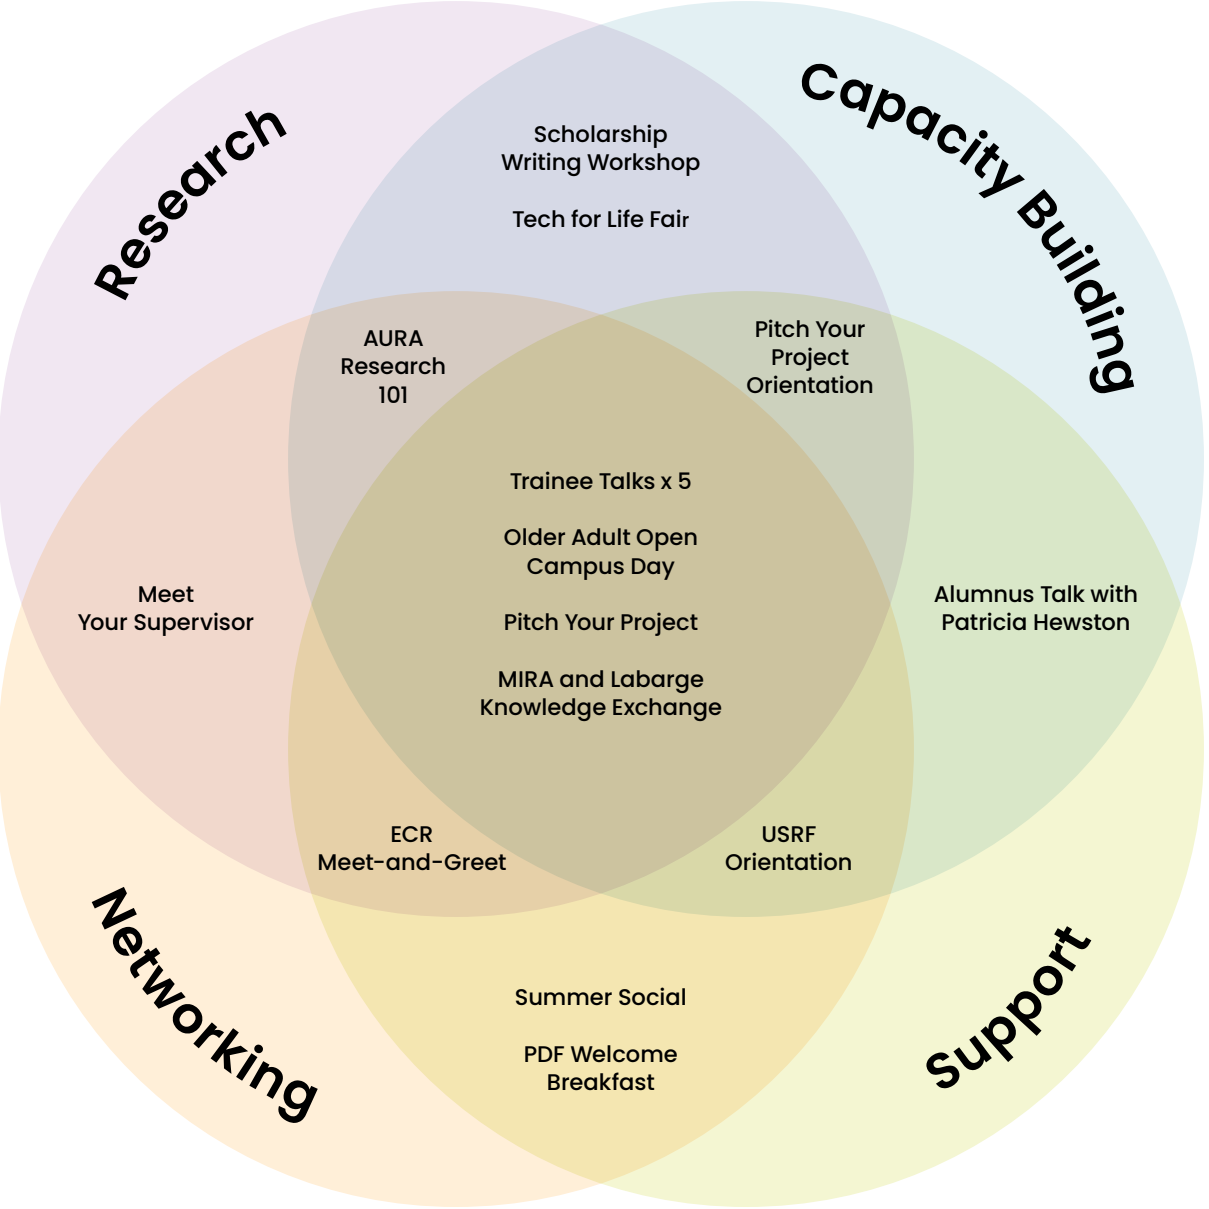 Research
Capacity Building
Scholarship
Writing Workshop
Tech for Life Fair
AURA
Research
101
Pitch Your
Project
Orientation
Trainee Talks x 5
Older Adult Open
Campus Day
Pitch Your Project
MIRA and Labarge
Knowledge Exchange
Meet
Your Supervisor
Alumnus Talk with
Patricia Hewston
ECR
Meet-and-Greet
USRF
Orientation
Networking
Support
Summer Social
PDF Welcome
Breakfast